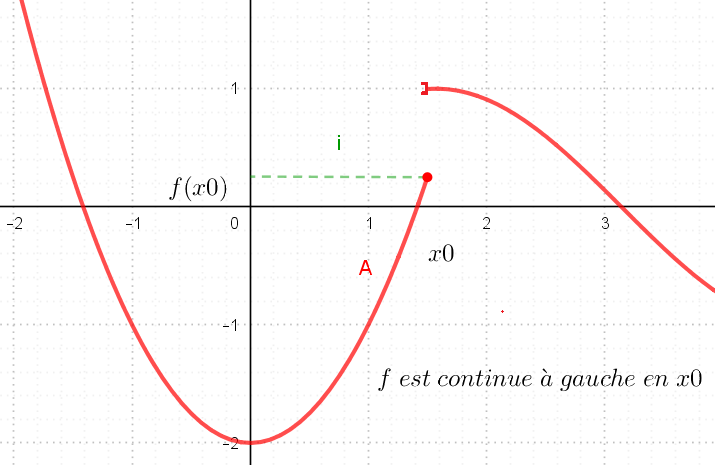 1
i
f(x0)
-2
-1
0
1
2
3
x0
A
-1
f est continue à gauche en x0
-2